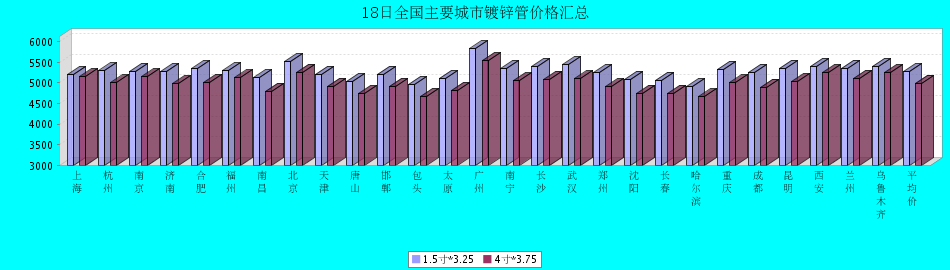 18日全国主要城市镀锌管价格汇总
6000
5500
5000
4500
4000
3500
3000
上海 杭州 南京 济南 合肥 福州 南昌 北京 天津 唐山 邯郸 包头 太原 广州 南宁 长沙 武汉 郑州 沈阳 长春 哈尔滨 重庆 成都 昆明 西安 兰州 乌鲁木齐 平均价
1.5寸*3.25 4寸*3.75